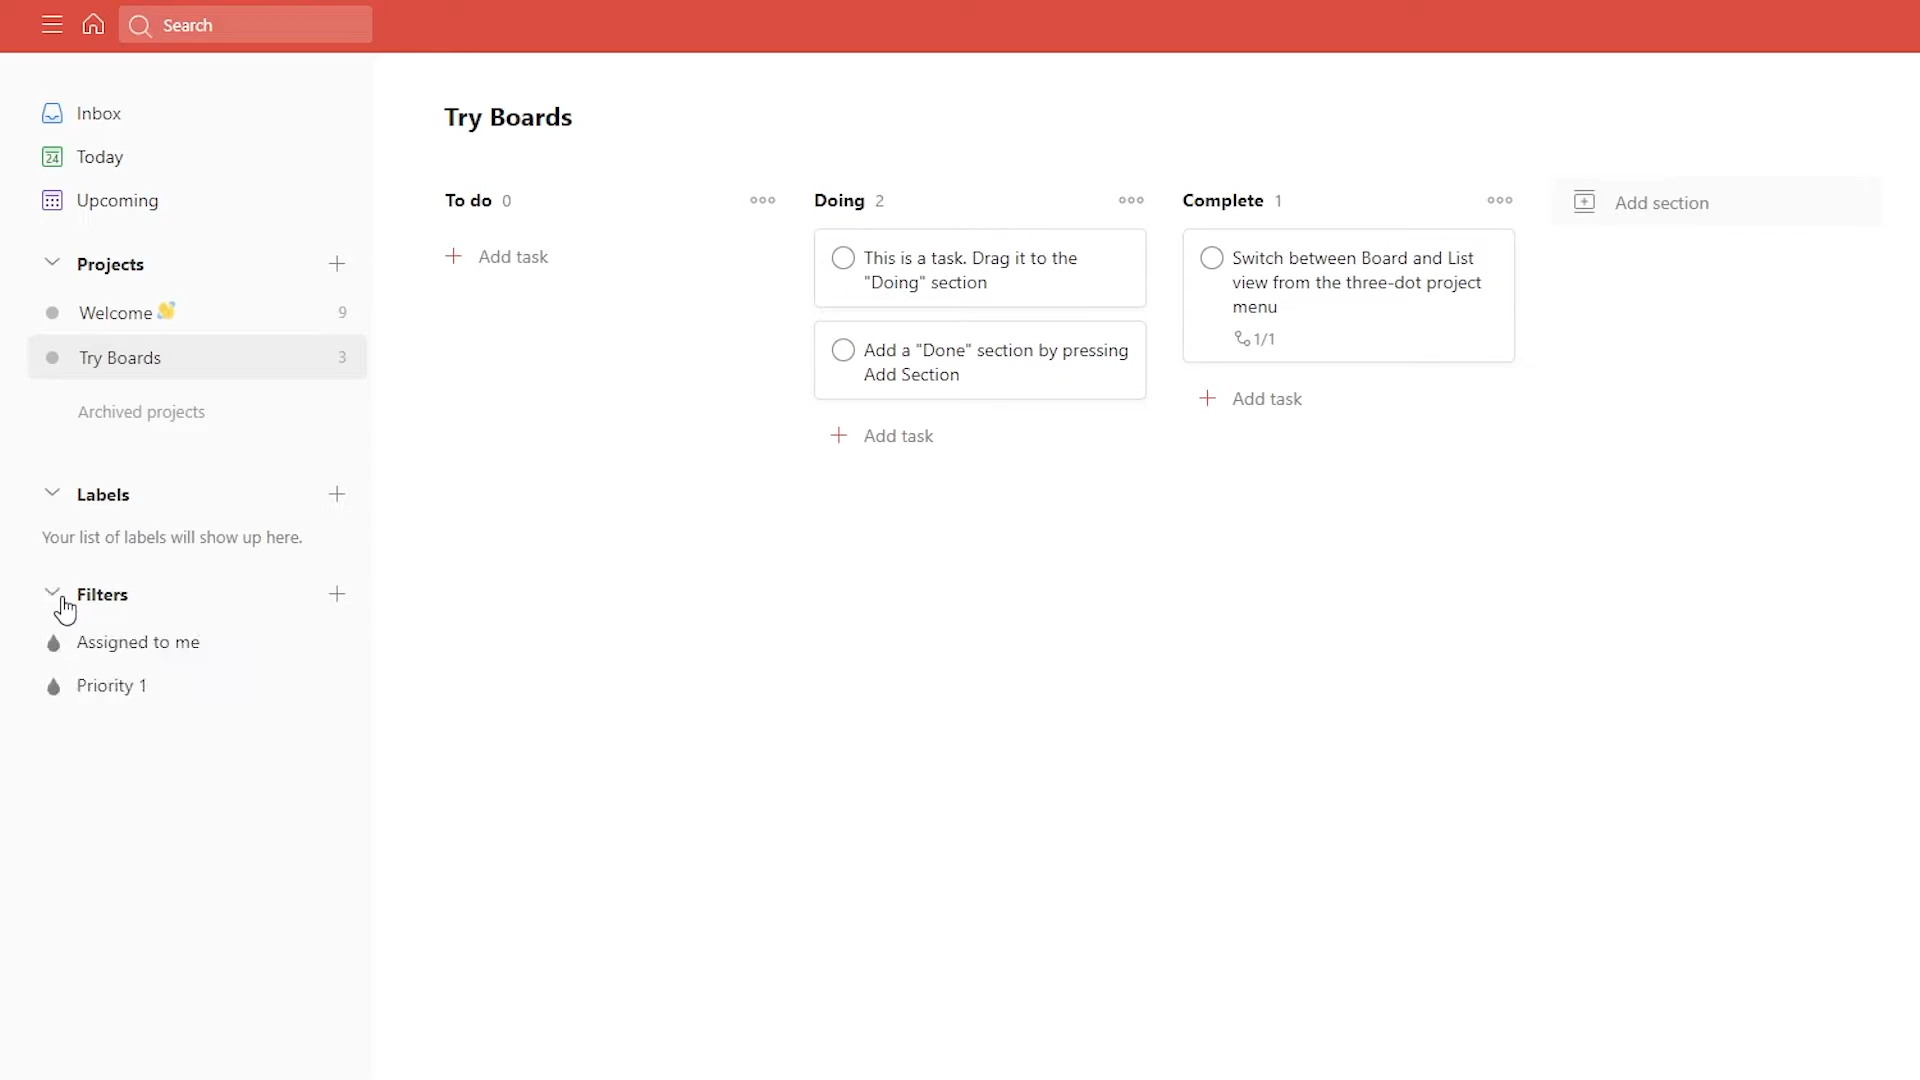 Search
Inbox
24
Today
Upcoming
Projects
Welcome 👋
9
Try Boards
3
Archived projects
Labels
Your list of labels will show up here.
Filters
Assigned to me
Priority 1
Try Boards
To do 0
Add task
Doing 2
This is a task. Drag it to the
"Doing" section
Add a "Done" section by pressing
Add Section
Add task
Complete 1
Switch between Board and List
view from the three-dot project
menu
1/1
Add task
Add section